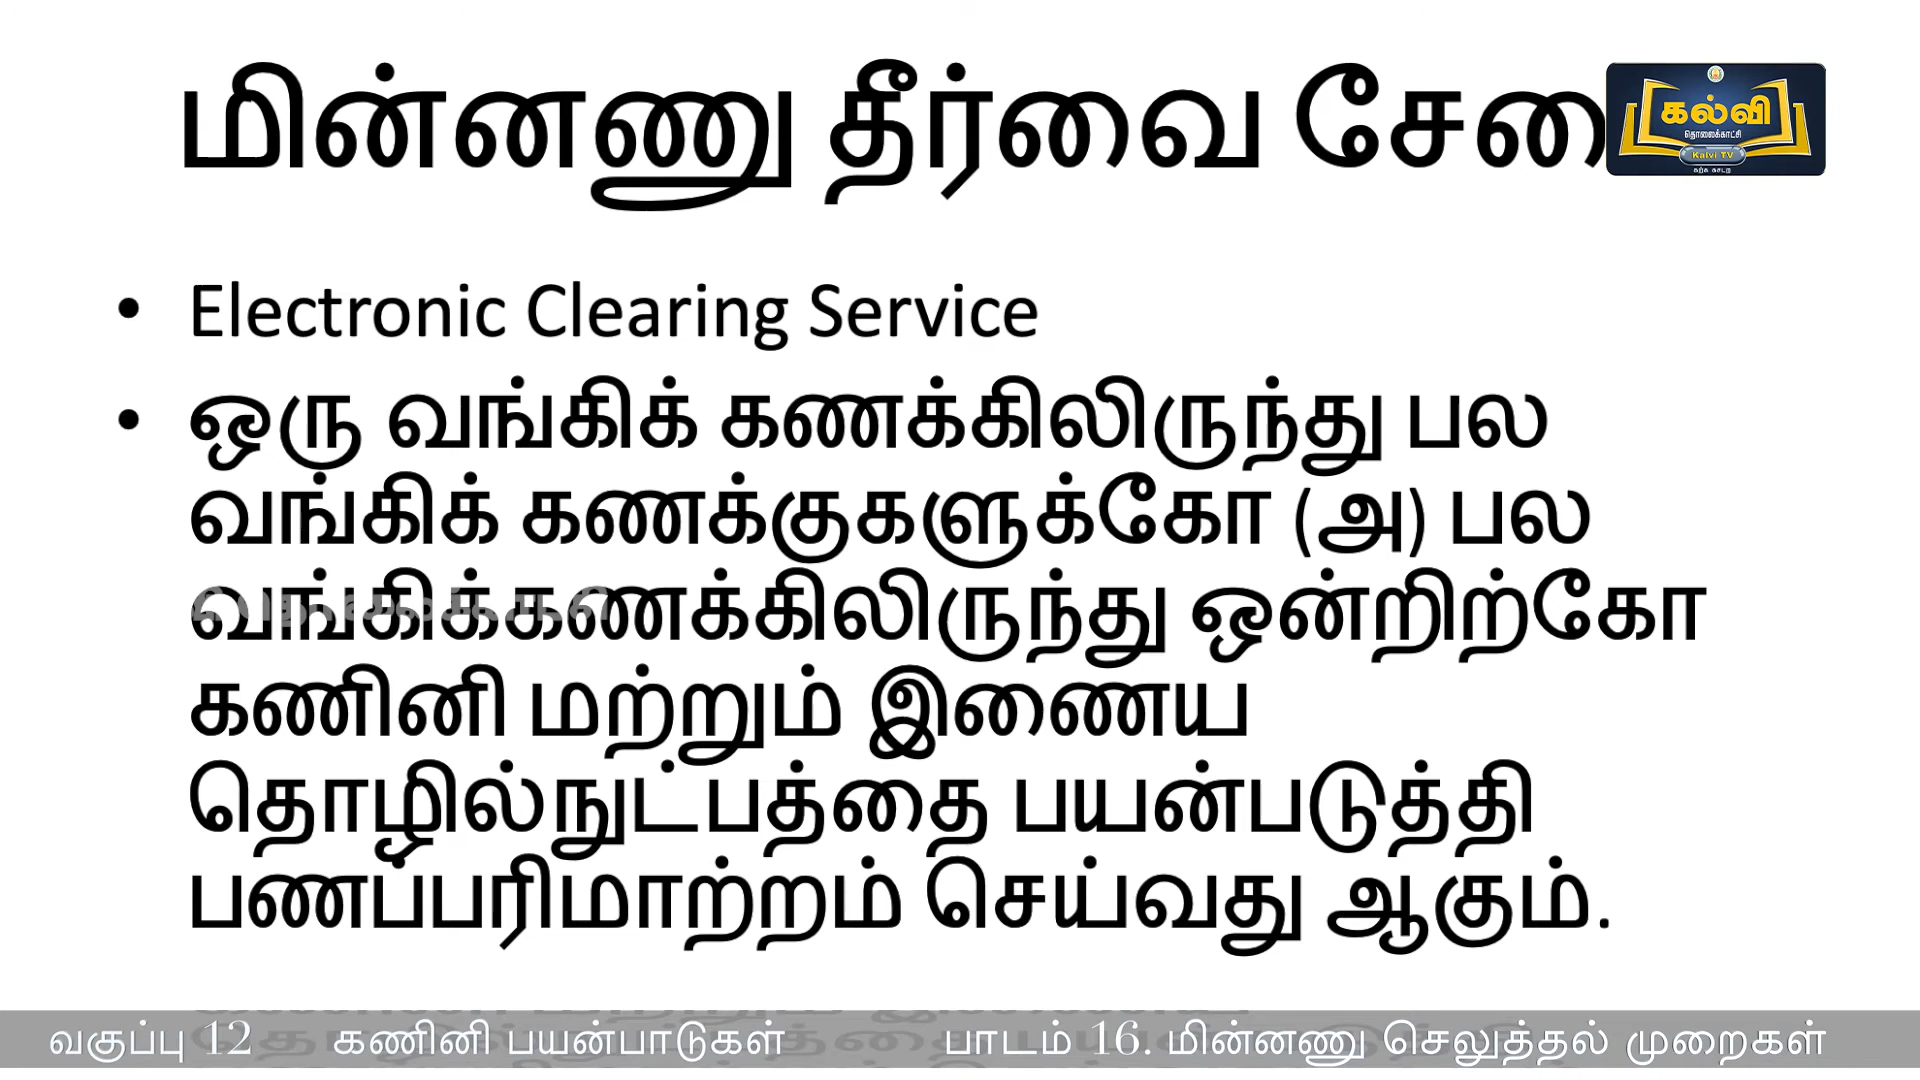 மின்னணு தீர்வை சேவை
கல்வி
தொலைக்காட்சி
Kalvi TV
கற்க கசடற
• Electronic Clearing Service
• ஒரு வங்கிக் கணக்கிலிருந்து பல
வங்கிக் கணக்குகளுக்கோ (அ) பல
வங்கிக்கணக்கிலிருந்து ஒன்றிற்கோ
கணினி மற்றும் இணைய
தொழில்நுட்பத்தை பயன்படுத்தி
பணப்பரிமாற்றம் செய்வது ஆகும்.
வகுப்பு 12 கணினி பயன்பாடுகள் பாடம் 16. மின்னணு செலுத்தல் முறைகள்